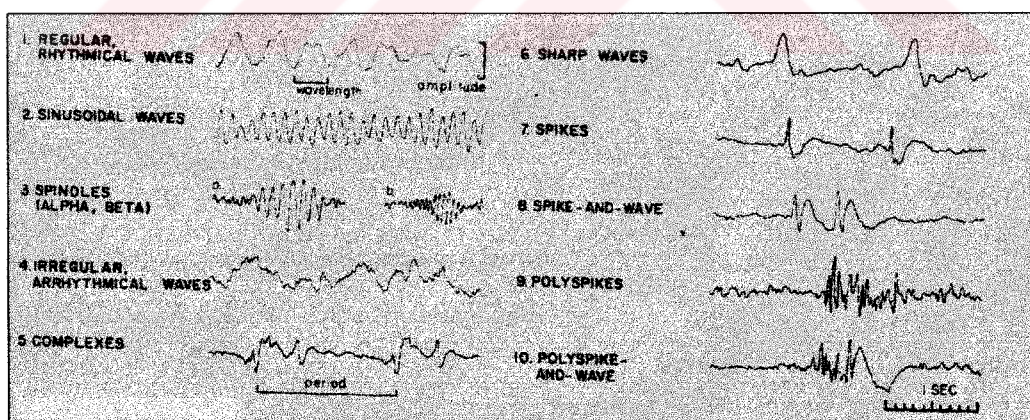 1. REGULAR,
RHYTHMICAL WAVES
wavelength
amplitude
2. SINUSOIDAL WAVES
3 SPINDLES
(ALPHA, BETA)
a
b
4. IRREGULAR,
ARRHYTHMICAL WAVES
5 COMPLEXES
period
6. SHARP WAVES
7. SPIKES
8. SPIKE-AND-WAVE
9. POLYSPIKES
10. POLYSPIKE-
AND-WAVE
1 SEC